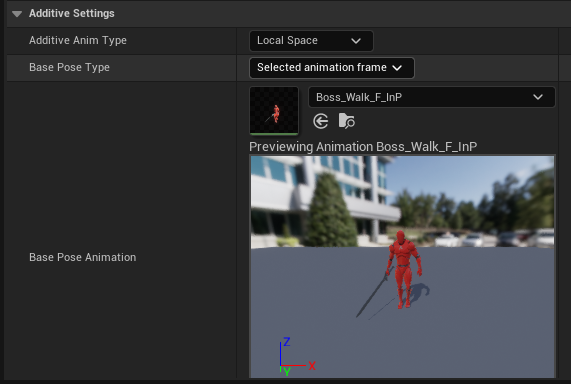 Additive Settings
Additive Anim Type Local Space
Base Pose Type Selected animation frame
Boss_Walk_F_InP
Previewing Animation Boss_Walk_F_InP
Base Pose Animation
Z
X
Y